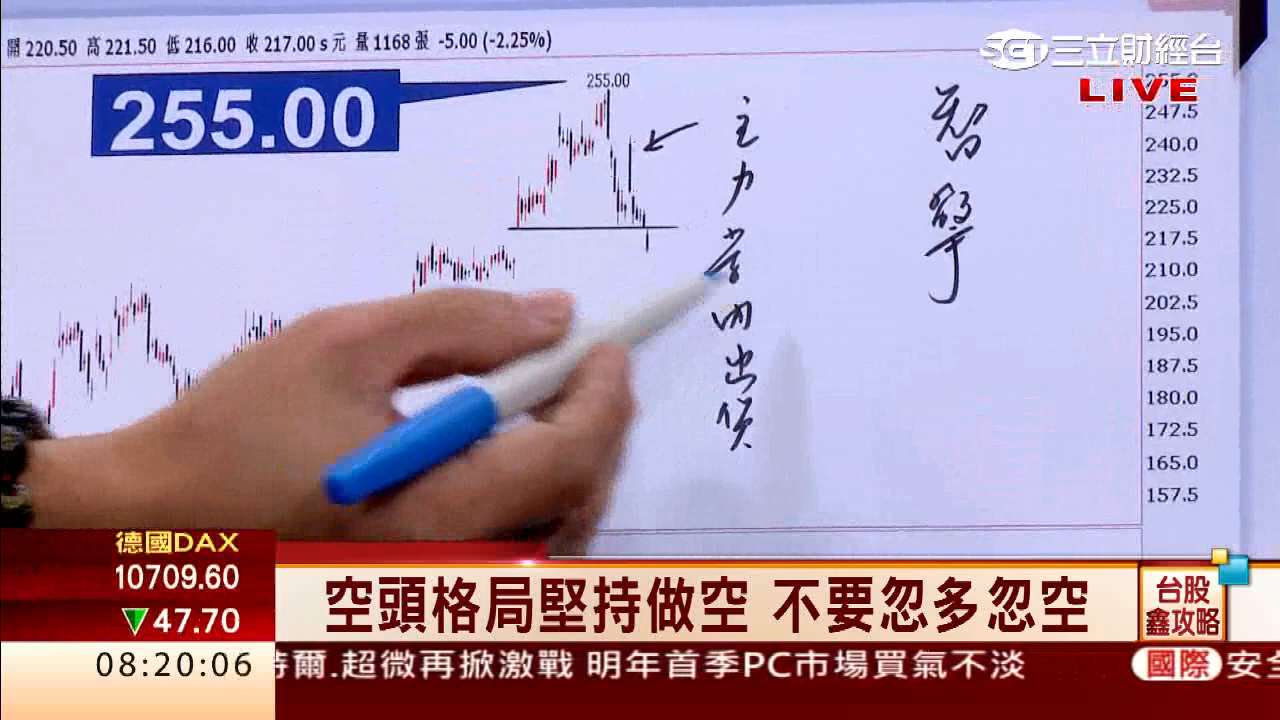 開 220.50 高 221.50 低 216.00 收 217.00 s 元 量 1168 張 -5.00 (-2.25%)
三立財經台
LIVE
255.00
255.00
255.0
247.5
240.0
232.5
225.0
217.5
210.0
202.5
195.0
187.5
180.0
172.5
165.0
157.5
智擎
主力
出貨
德國DAX
10709.60
▼47.70
空頭格局堅持做空 不要忽多忽空
台股
鑫攻略
08:20:06
特爾.超微再掀激戰 明年首季PC市場買氣不淡
國際 安全